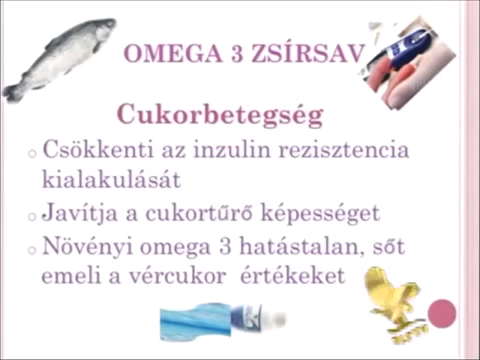 OMEGA 3 ZSÍRSAV
Cukorbetegség
Csökkenti az inzulin rezisztencia
kialakulását
Javítja a cukortűrő képességet
Növényi omega 3 hatástalan, sőt
emeli a vércukor értékeket